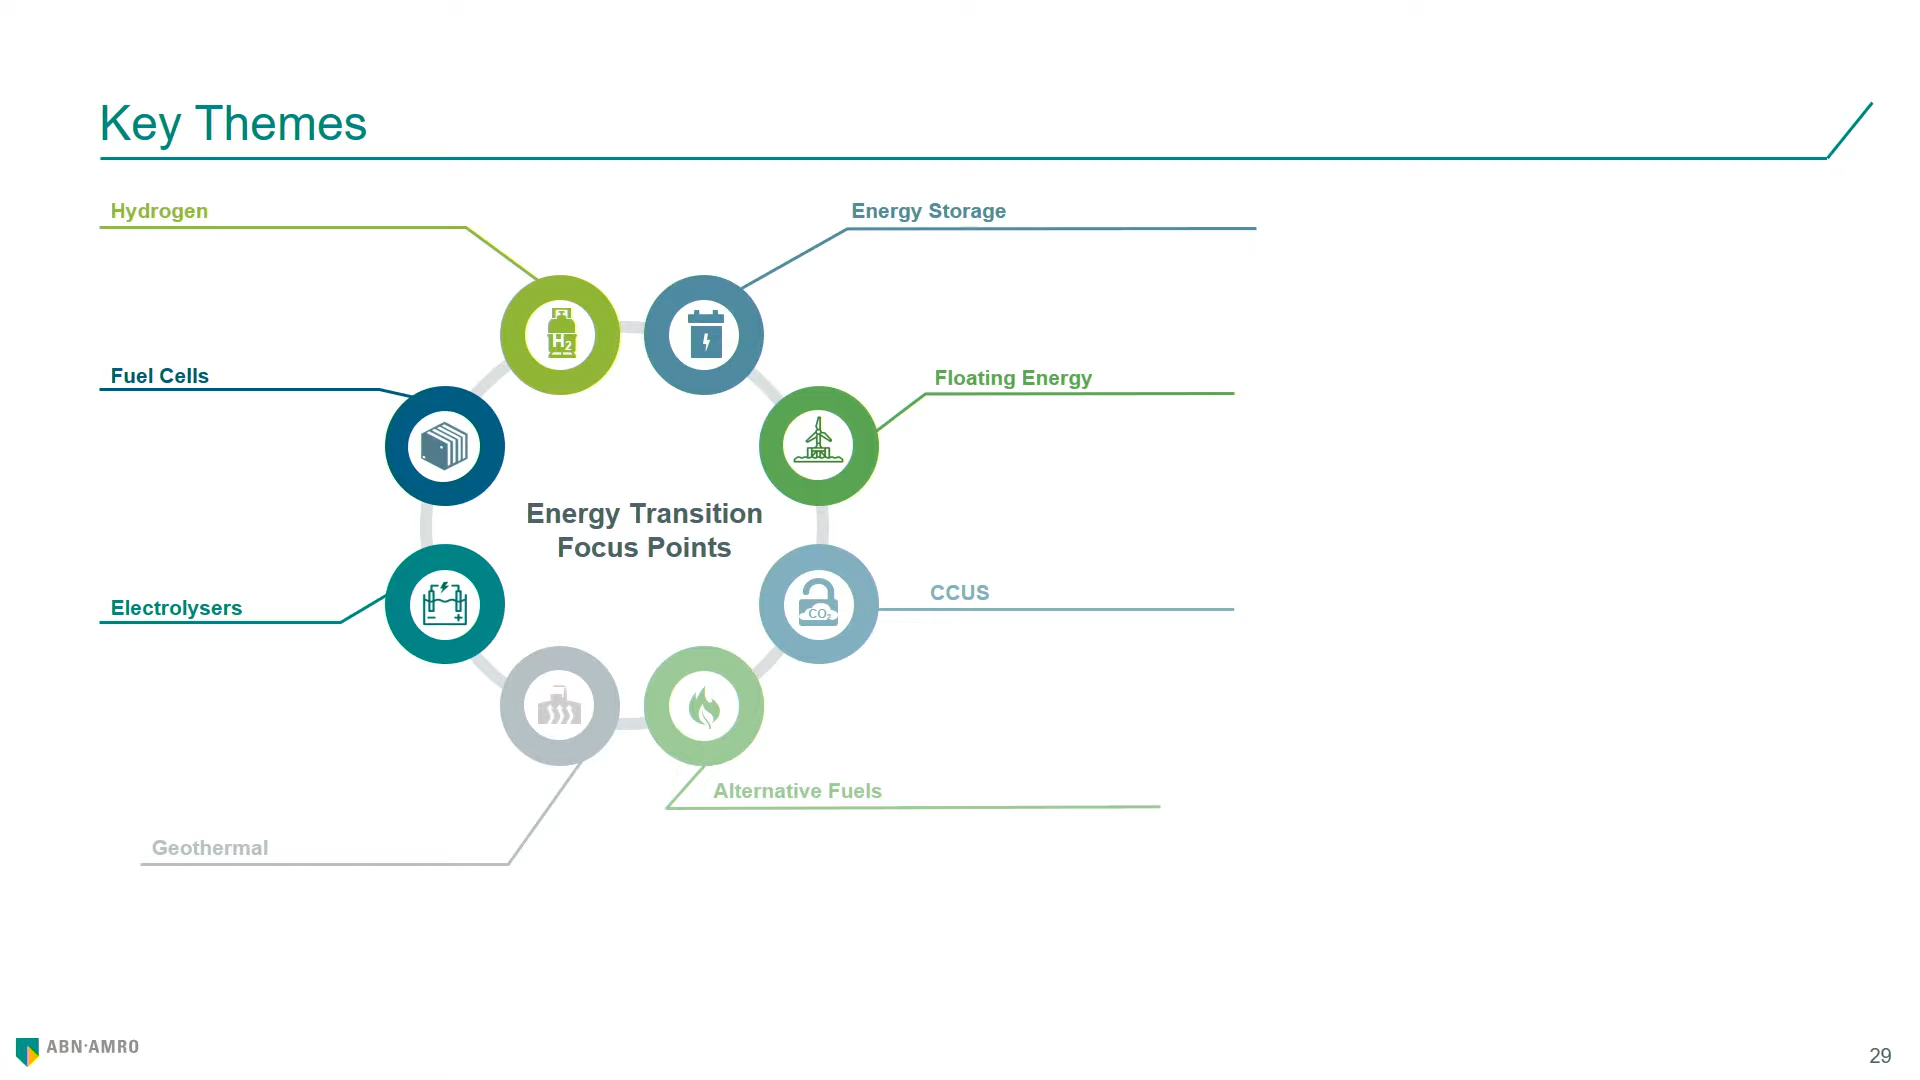 Key Themes
Hydrogen
Energy Storage
H2
Fuel Cells
Floating Energy
Energy Transition
Focus Points
Electrolysers
CCUS
CO2
Alternative Fuels
Geothermal
ABN·AMRO
29